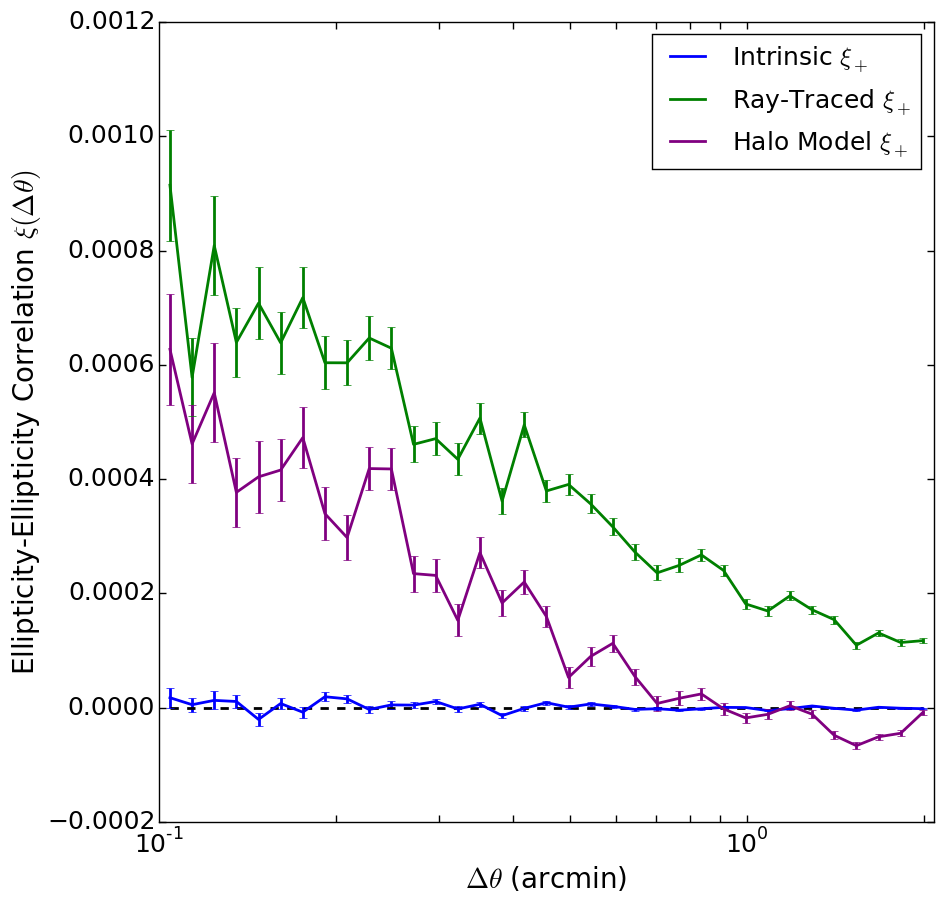 0.0012
0.0010
0.0008
0.0006
0.0004
0.0002
0.0000
−0.0002
10⁻¹
10⁰
Δθ (arcmin)
Ellipticity-Ellipticity Correlation ξ(Δθ)
Intrinsic ξ₊
Ray-Traced ξ₊
Halo Model ξ₊